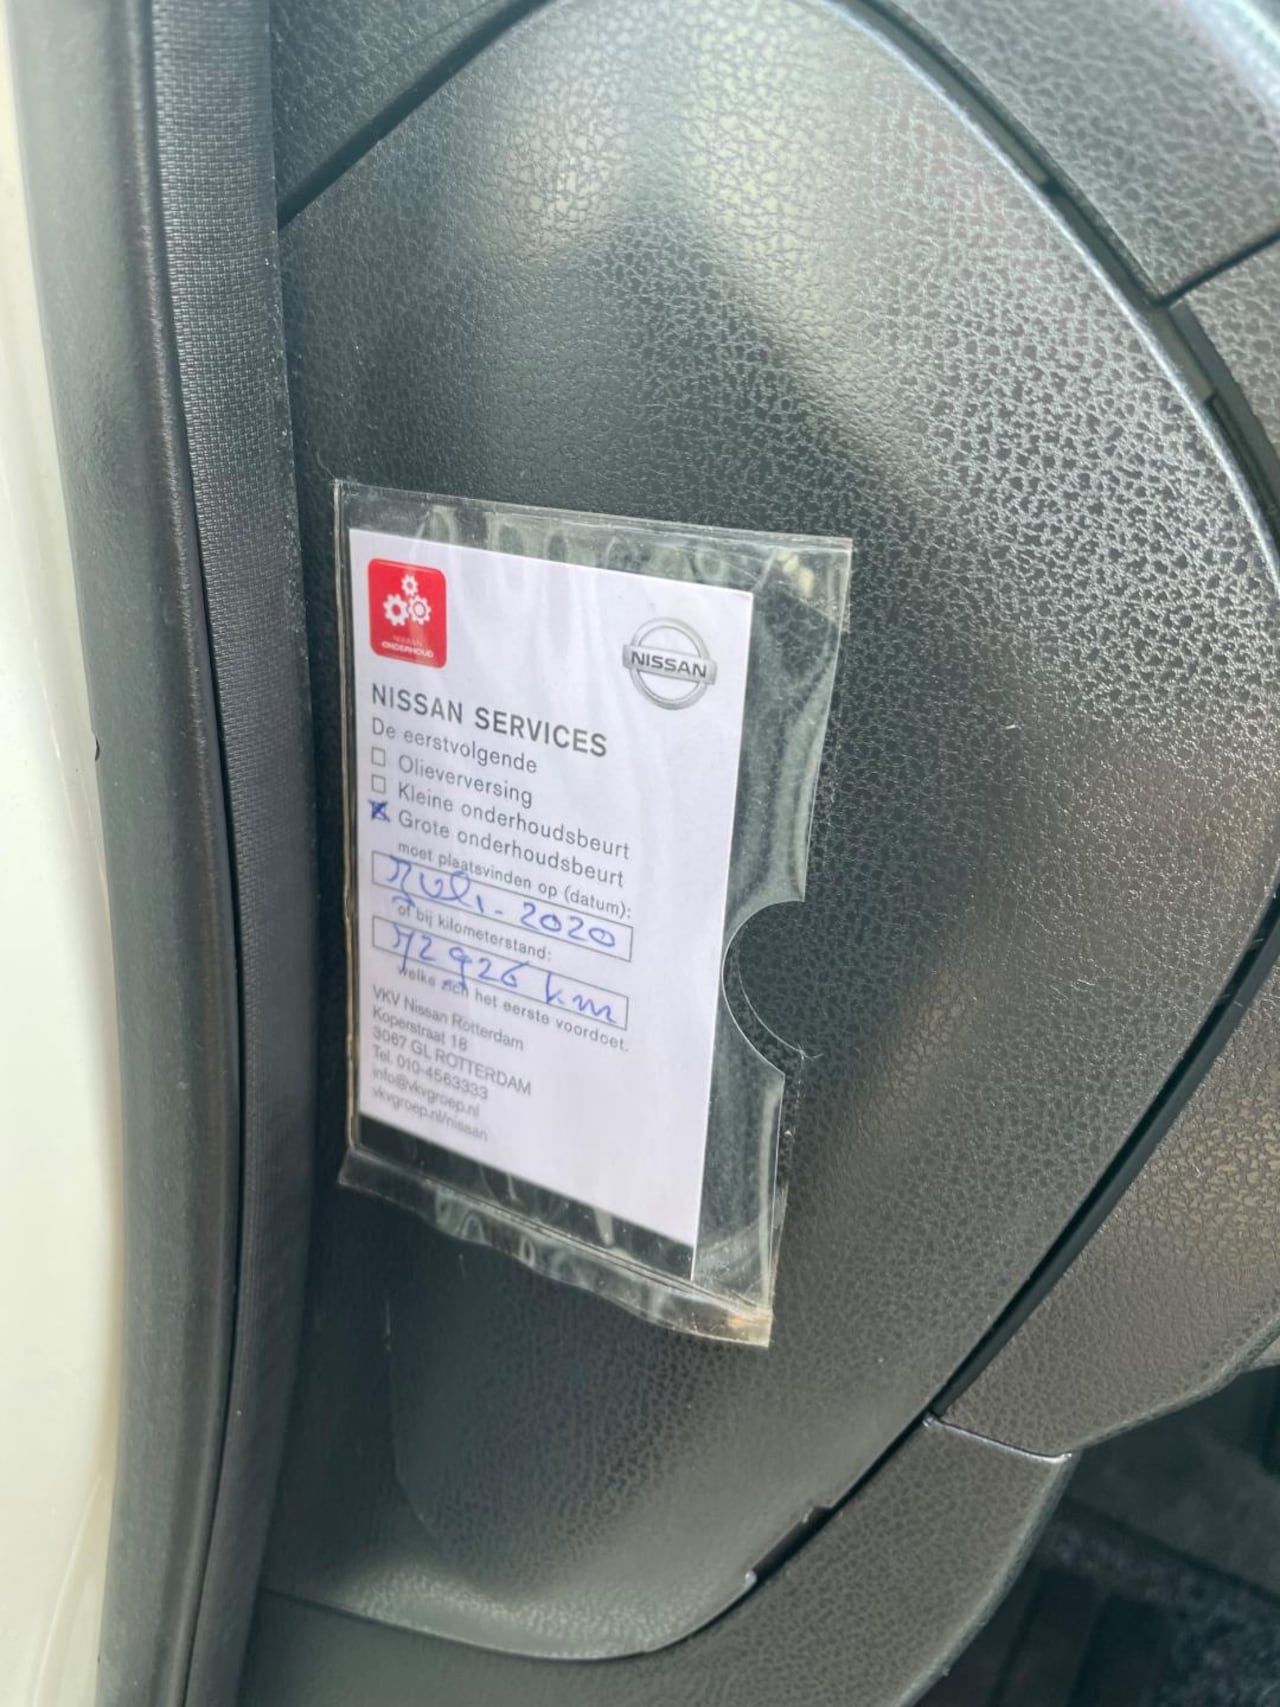 NISSAN
ONDERHOUD
NISSAN
NISSAN SERVICES
De eerstvolgende
Olieverversing
Kleine onderhoudsbeurt
Grote onderhoudsbeurt
moet plaatsvinden op (datum):
Juli - 2020
of bij kilometerstand:
72926 km
welke zich het eerste voordoet.
VKV Nissan Rotterdam
Koperstraat 18
3067 GL ROTTERDAM
Tel. 010-4563333
info@vkvgroep.nl
vkvgroep.nl/nissan